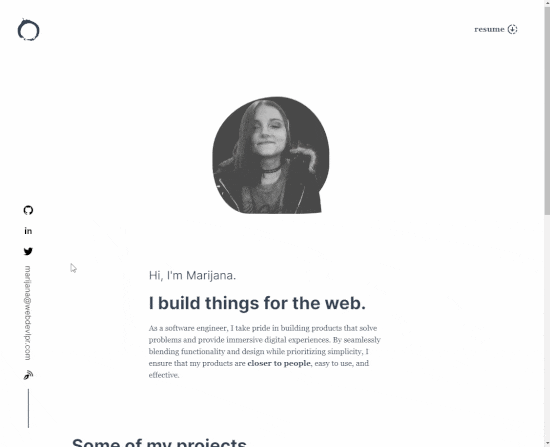 resume
in
marijana@webdevlpr.com
Hi, I'm Marijana.
I build things for the web.
As a software engineer, I take pride in building products that solve
problems and provide immersive digital experiences. By seamlessly
blending functionality and design while prioritizing simplicity, I
ensure that my products are closer to people, easy to use, and
effective.
Some of my projects